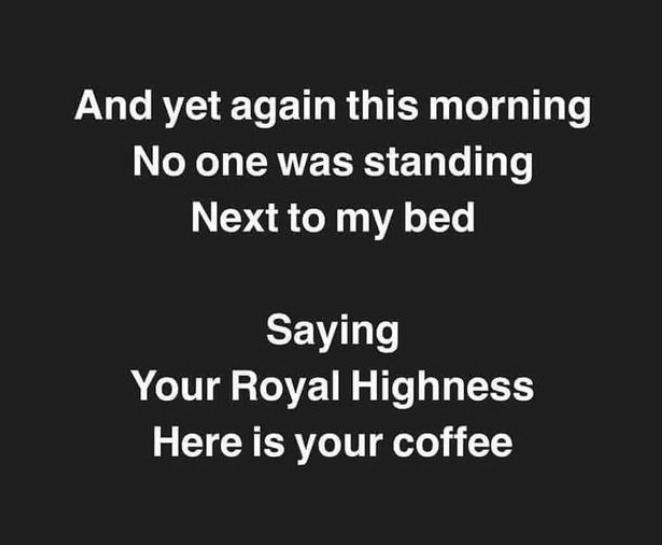 And yet again this morning
No one was standing
Next to my bed
Saying
Your Royal Highness
Here is your coffee